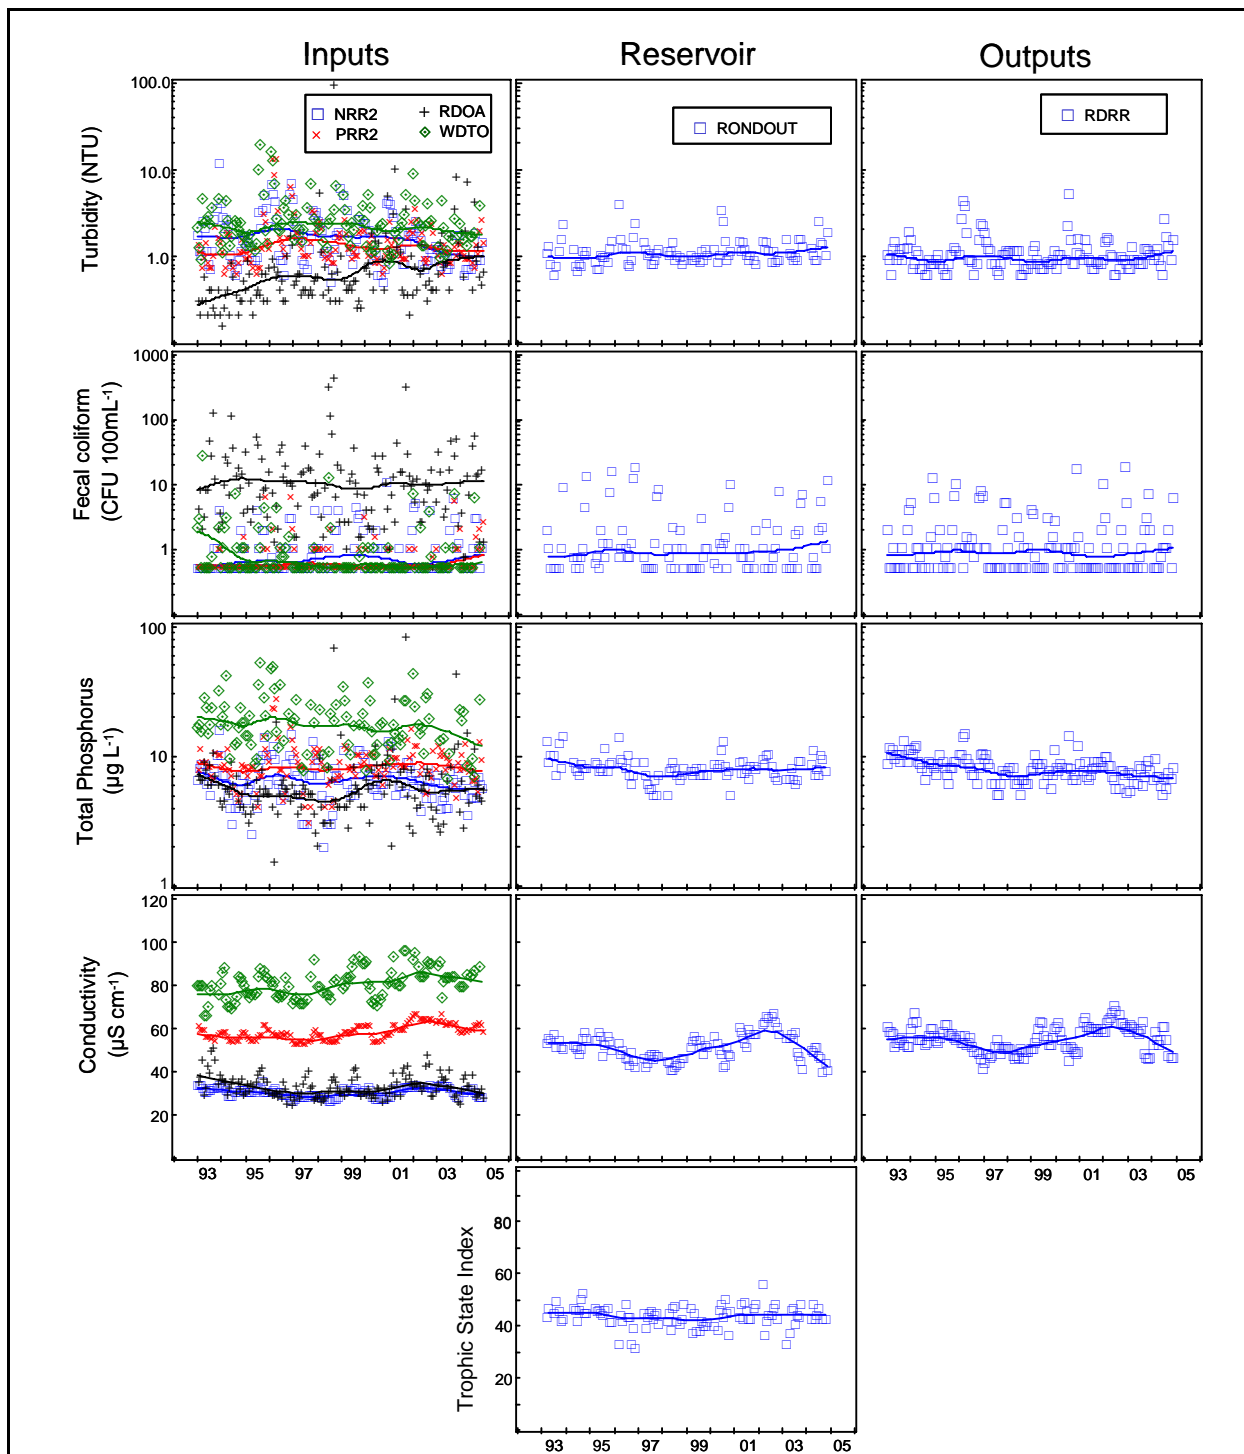 Inputs Reservoir Outputs
Turbidity (NTU)
100.0
10.0
1.0
NRR2 RDOA
PRR2 WDTO
RONDOUT
RDRR
Fecal coliform
(CFU 100mL-1)
1000
100
10
1
Total Phosphorus
(µg L-1)
100
10
1
Conductivity
(µS cm-1)
120
100
80
60
40
20
93 95 97 99 01 03 05
93 95 97 99 01 03 05
Trophic State Index
80
60
40
20
93 95 97 99 01 03 05